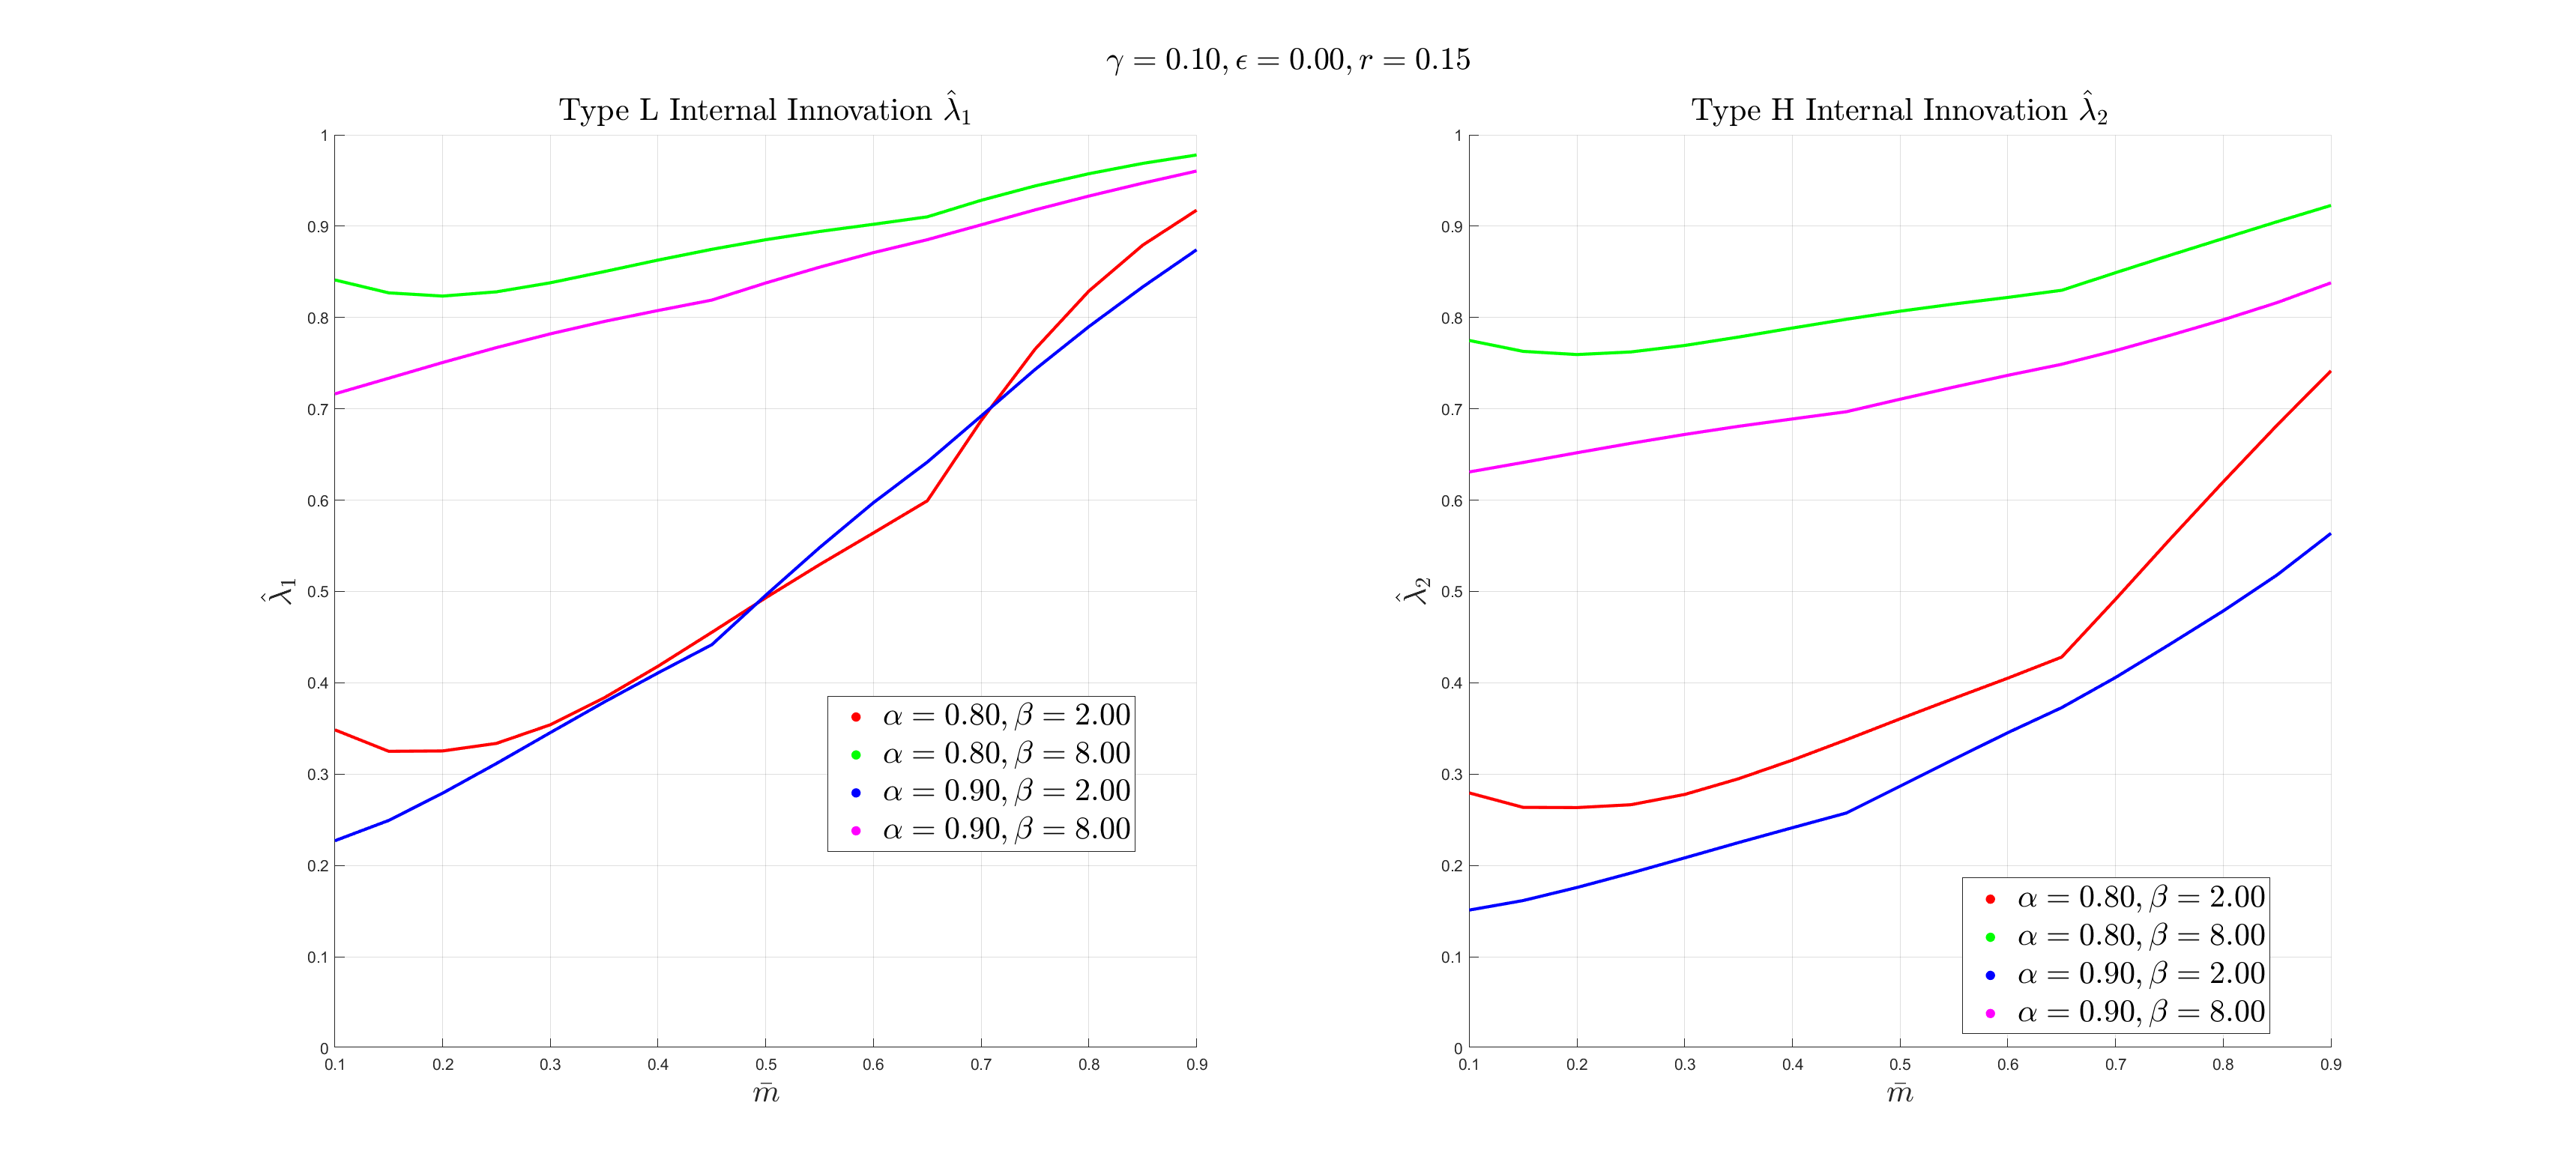 γ = 0.10, ϵ = 0.00, r = 0.15
Type L Internal Innovation λ̂₁
1
0.9
0.8
0.7
0.6
0.5
0.4
0.3
0.2
0.1
0
λ̂₁
0.1 0.2 0.3 0.4 0.5 0.6 0.7 0.8 0.9
m̄
α = 0.80, β = 2.00
α = 0.80, β = 8.00
α = 0.90, β = 2.00
α = 0.90, β = 8.00
Type H Internal Innovation λ̂₂
1
0.9
0.8
0.7
0.6
0.5
0.4
0.3
0.2
0.1
0
λ̂₂
0.1 0.2 0.3 0.4 0.5 0.6 0.7 0.8 0.9
m̄
α = 0.80, β = 2.00
α = 0.80, β = 8.00
α = 0.90, β = 2.00
α = 0.90, β = 8.00